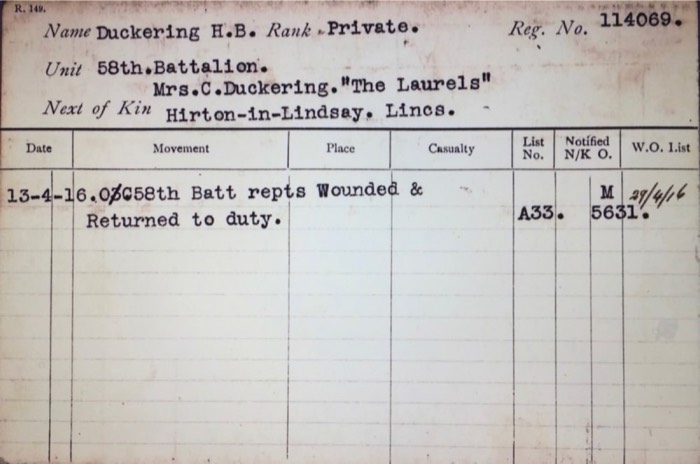 R. 149.
Name Duckering H.B. Rank Private. Reg. No. 114069.
Unit 58th.Battalion.
Mrs.C.Duckering."The Laurels"
Next of Kin Hirton-in-Lindsay. Lincs.
Date Movement Place Casualty List No. Notified N/K O. W.O. List
13-4-16.O/C58th Batt repts Wounded & M 29/4/16
Returned to duty. A33. 5631.